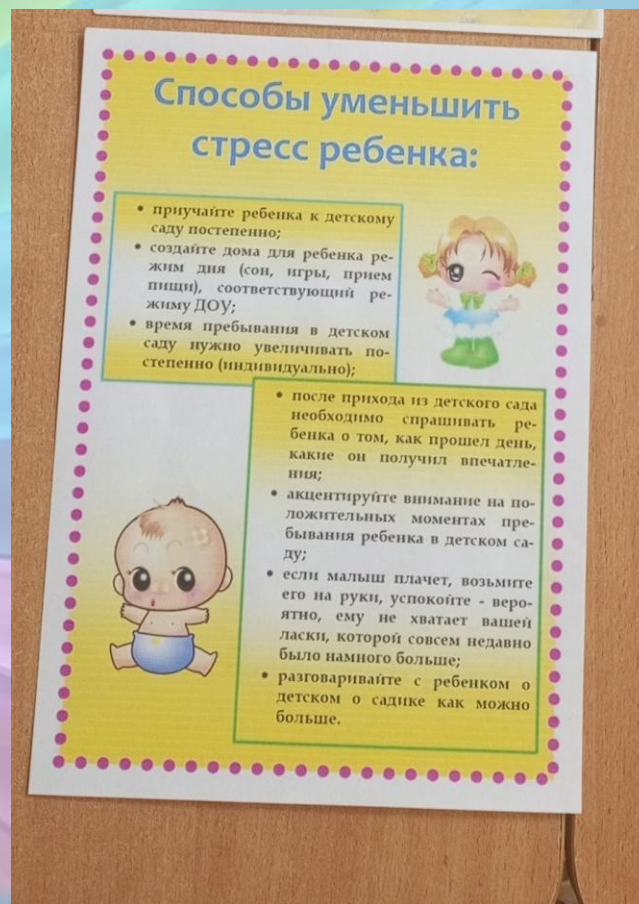 Способы уменьшить
стресс ребенка:
• приучайте ребенка к детскому
саду постепенно;
• создайте дома для ребенка ре-
жим дня (сон, игры, прием
пищи), соответствующий ре-
жиму ДОУ;
• время пребывания в детском
саду нужно увеличивать по-
степенно (индивидуально);
• после прихода из детского сада
необходимо спрашивать ре-
бенка о том, как прошел день,
какие он получил впечатле-
ния;
• акцентируйте внимание на по-
ложительных моментах пре-
бывания ребенка в детском са-
ду;
• если малыш плачет, возьмите
его на руки, успокойте - веро-
ятно, ему не хватает вашей
ласки, которой совсем недавно
было намного больше;
• разговаривайте с ребенком о
детском о садике как можно
больше.